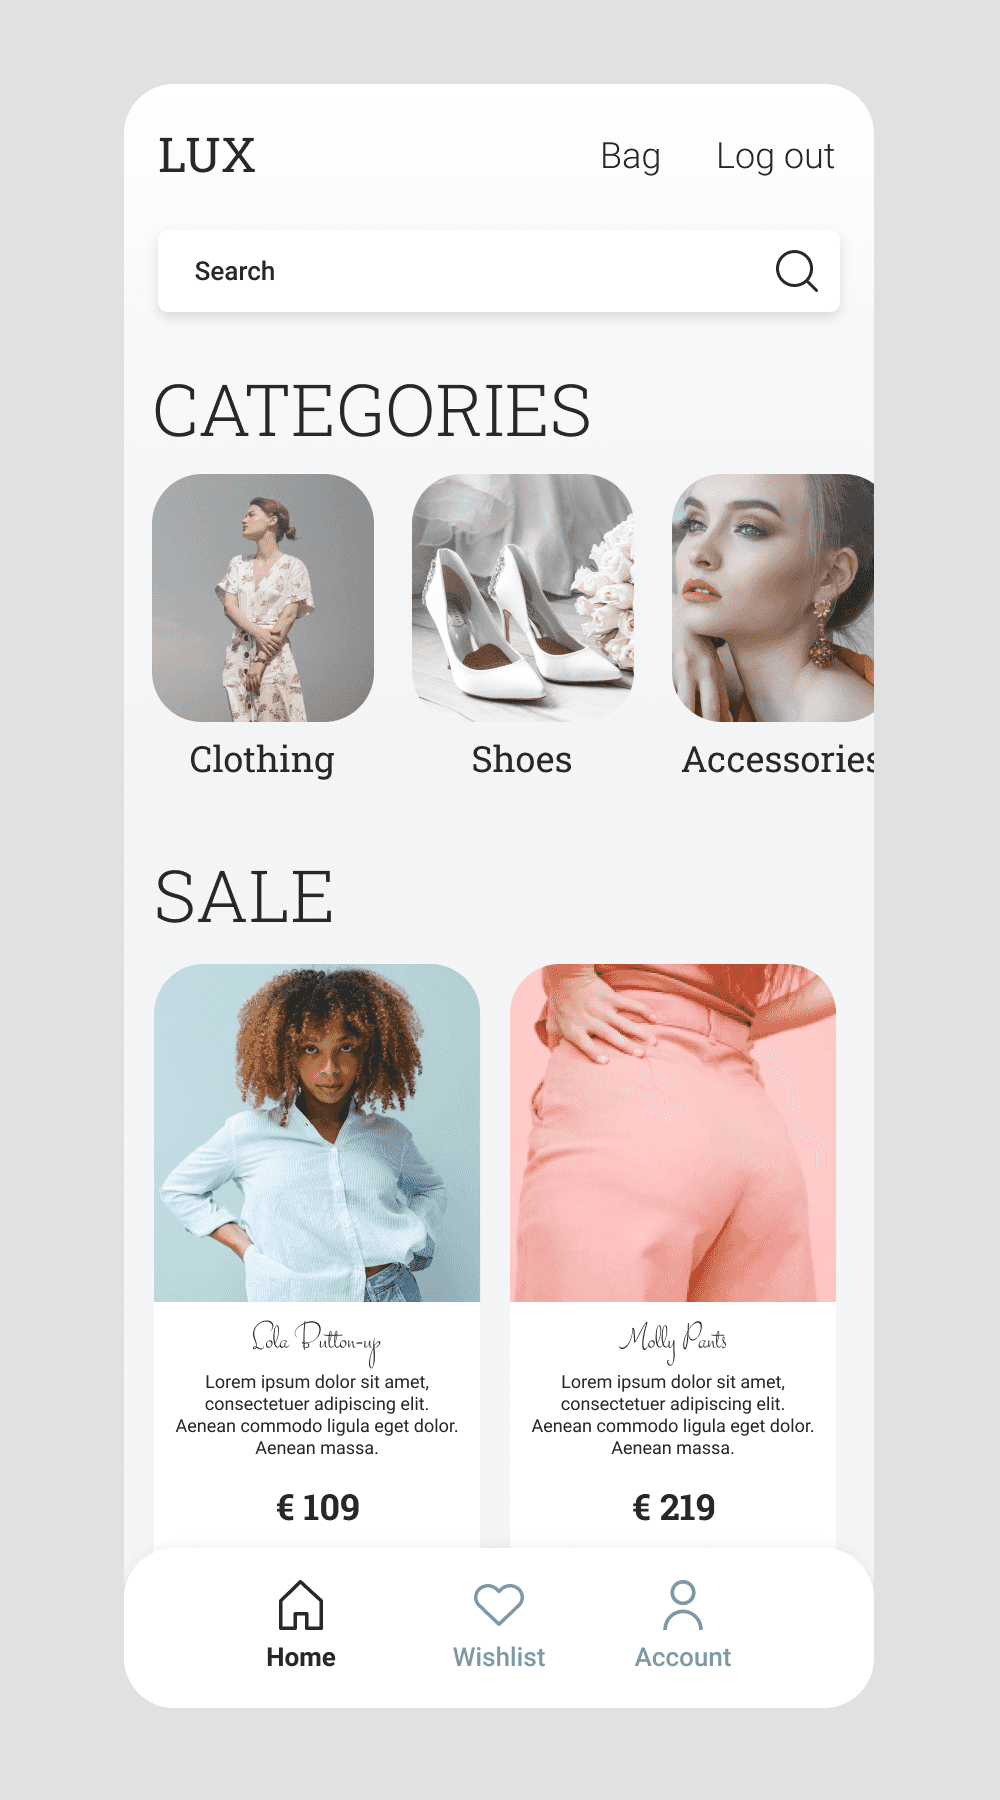 LUX
Bag
Log out
Search
CATEGORIES
Clothing
Shoes
Accessories
SALE
Lola Button-up
Lorem ipsum dolor sit amet,
consectetuer adipiscing elit.
Aenean commodo ligula eget dolor.
Aenean massa.
€ 109
Molly Pants
Lorem ipsum dolor sit amet,
consectetuer adipiscing elit.
Aenean commodo ligula eget dolor.
Aenean massa.
€ 219
Home
Wishlist
Account